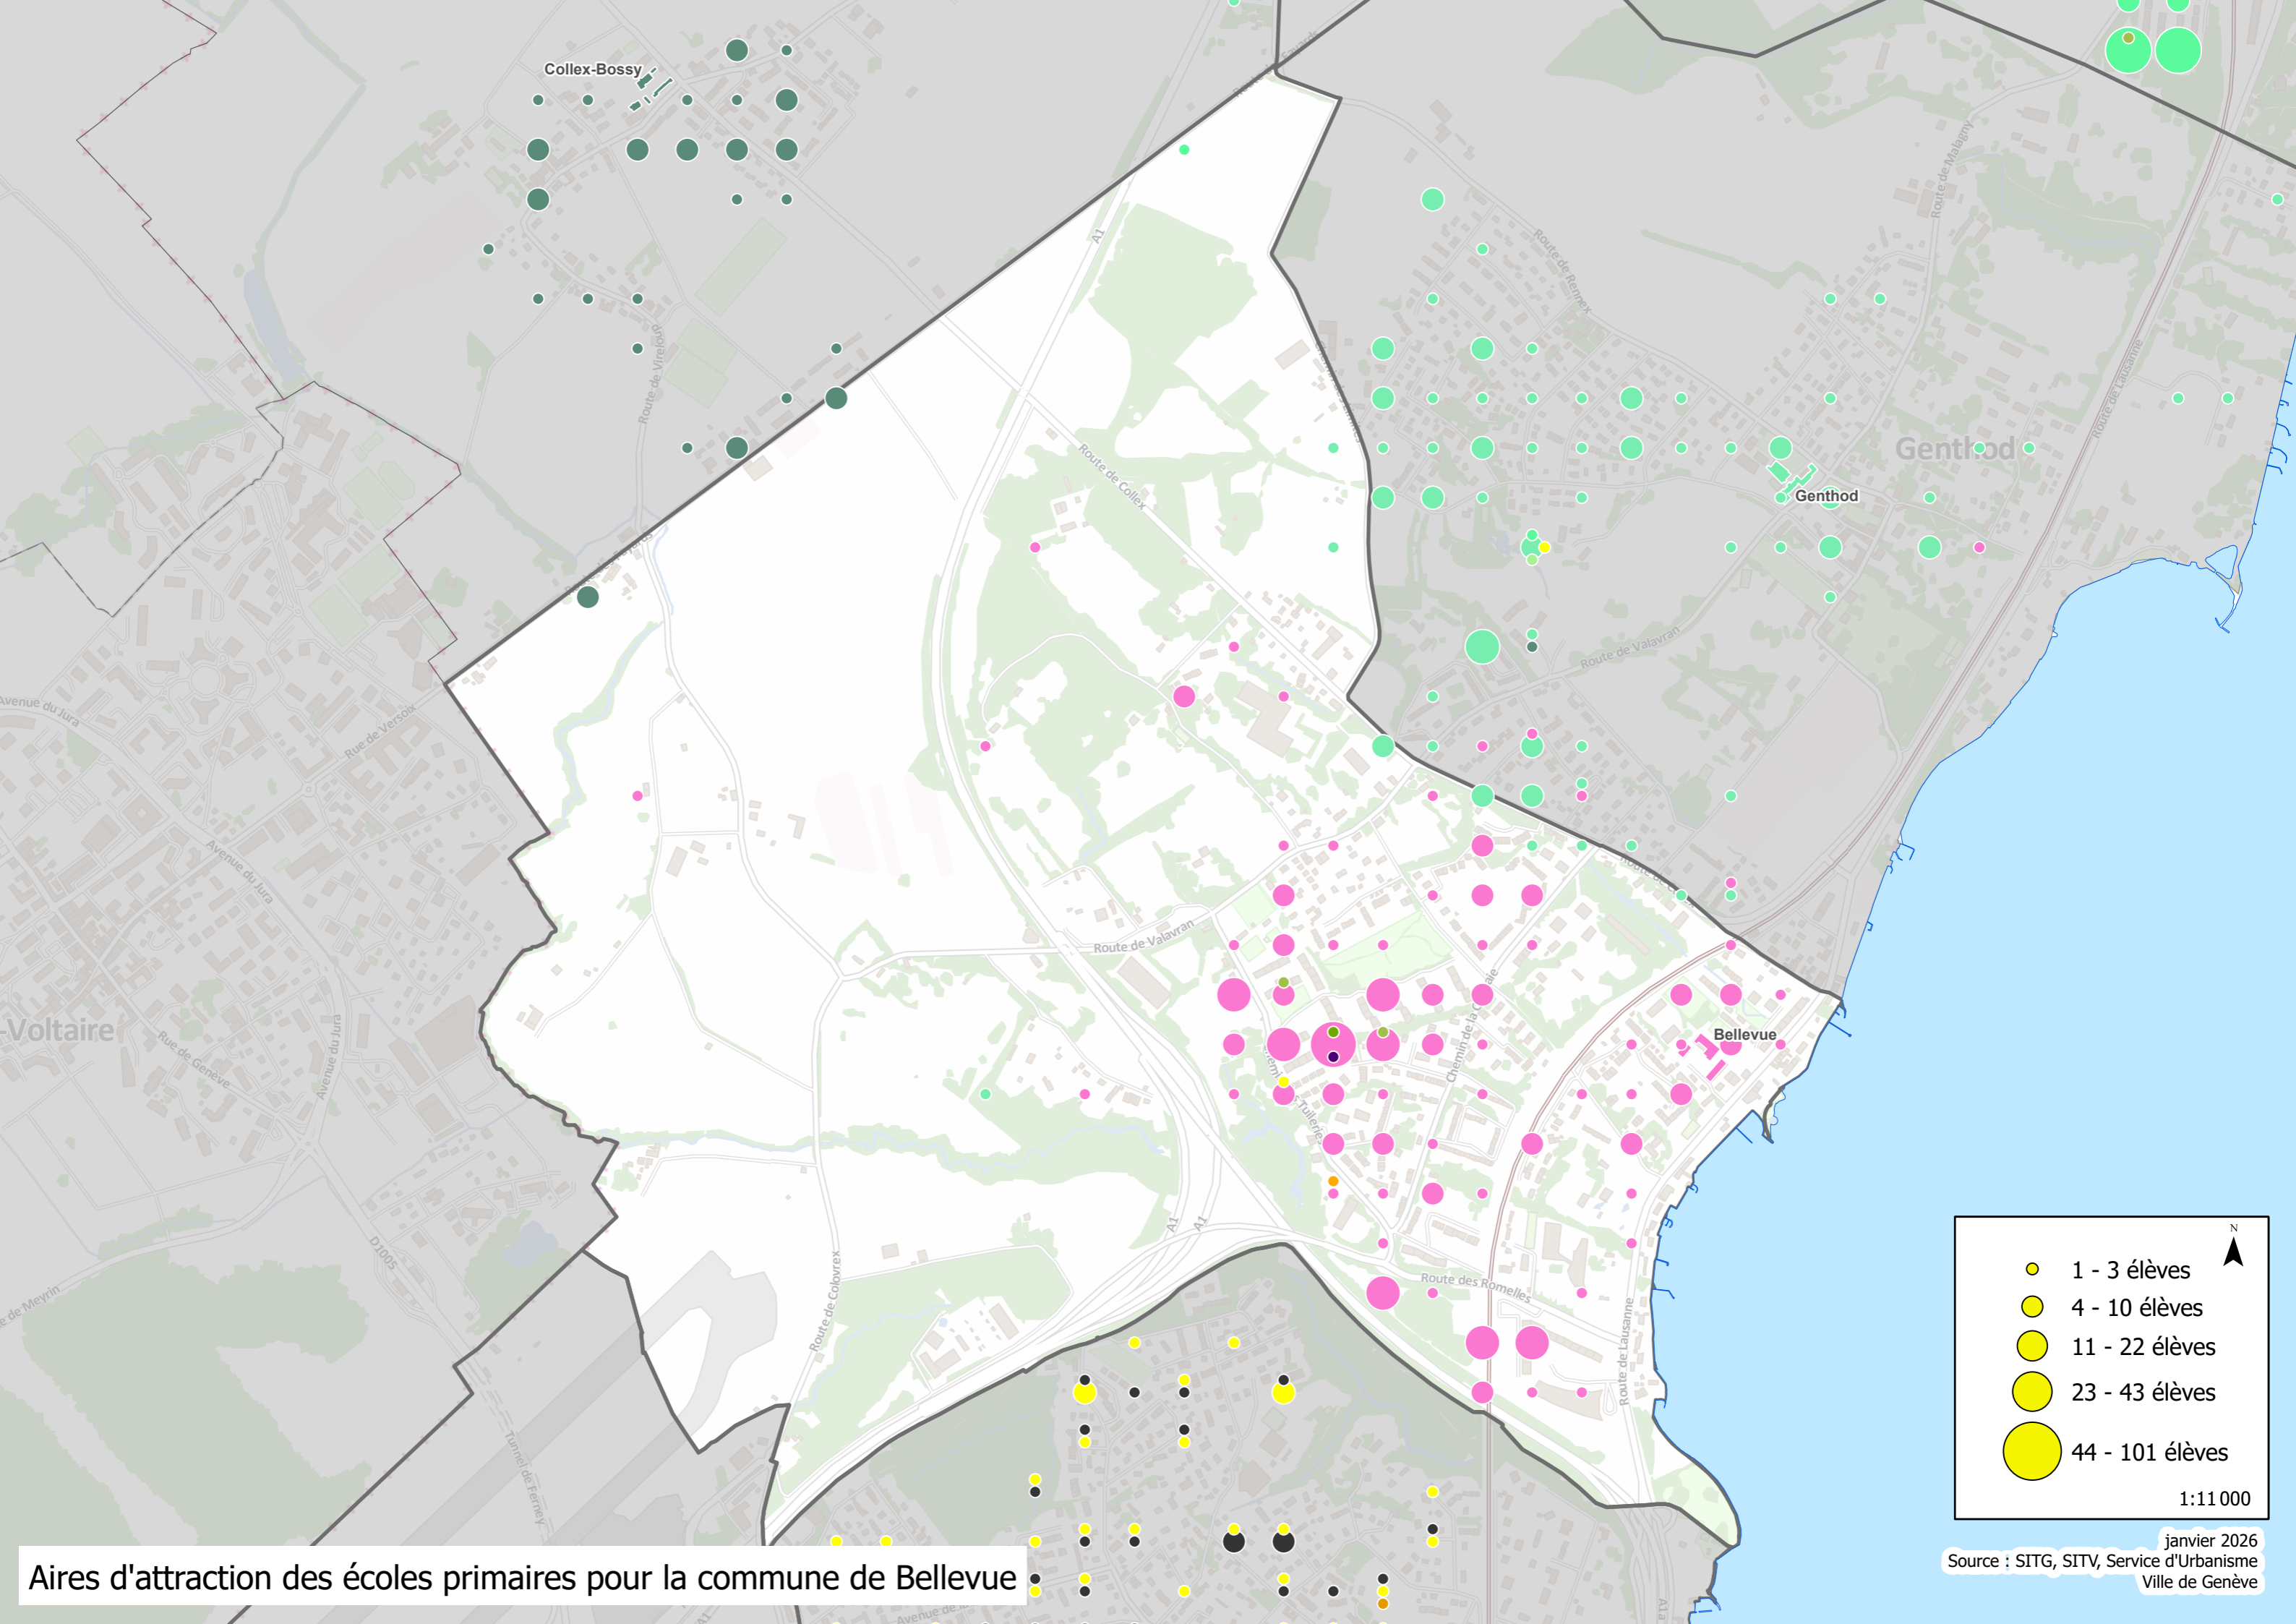 Collex-Bossy
A1
Route de Malagny
Route de Rennex
Route de Lausanne
Route de Vireloup
Route de Collex
Genthod
Genthod
Route de Valavran
Avenue du Jura
Rue de Versoix
Avenue du Jura
Route de Valavran
-Voltaire
Rue de Genève
Avenue du Jura
Bellevue
A1
A1
D1005
Route de Colovrex
Route des Romelles
Route de Lausanne
Tunnel de Ferney
A1
A1a
1 - 3 élèves
4 - 10 élèves
11 - 22 élèves
23 - 43 élèves
44 - 101 élèves
N
1:11 000
janvier 2026
Source : SITG, SITV, Service d'Urbanisme
Ville de Genève
Aires d'attraction des écoles primaires pour la commune de Bellevue